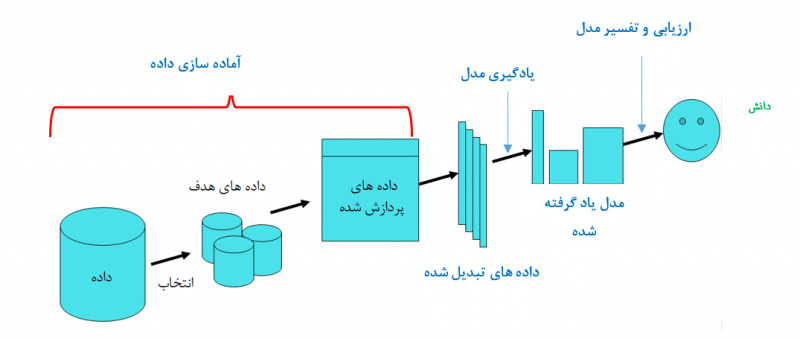 ارزیابی و تفسیر مدل
آماده سازی داده
یادگیری مدل
دانش
داده های هدف
داده های
پردازش شده
مدل یاد گرفته
شده
داده های تبدیل شده
داده
انتخاب